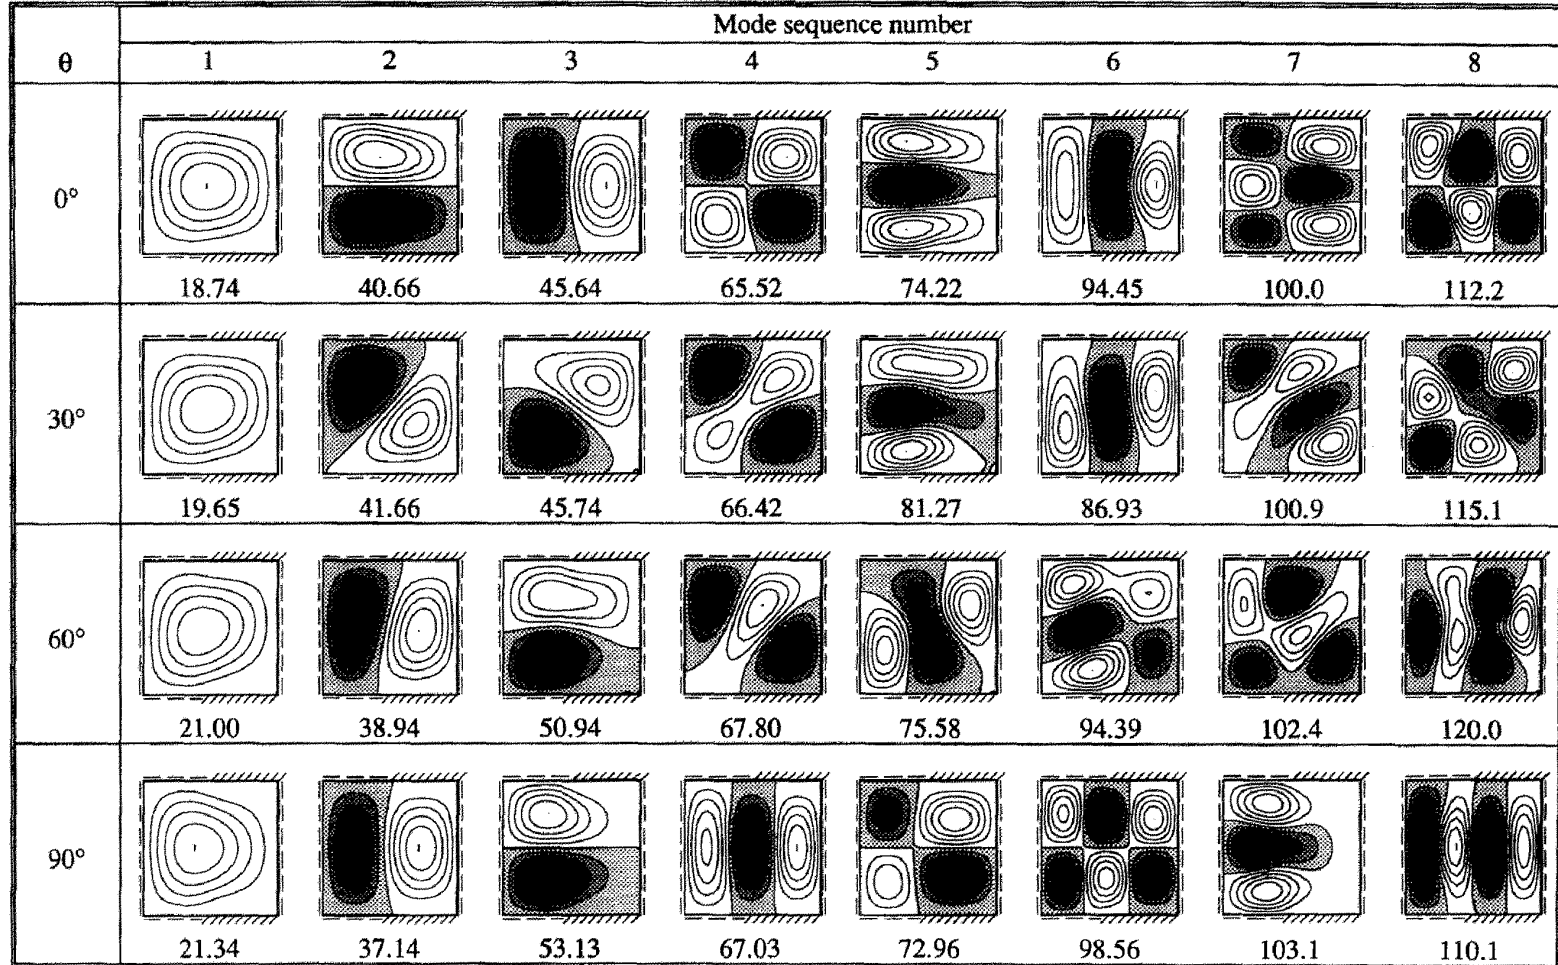 Mode sequence number
θ 1 2 3 4 5 6 7 8
0°
18.74 40.66 45.64 65.52 74.22 94.45 100.0 112.2
30°
19.65 41.66 45.74 66.42 81.27 86.93 100.9 115.1
60°
21.00 38.94 50.94 67.80 75.58 94.39 102.4 120.0
90°
21.34 37.14 53.13 67.03 72.96 98.56 103.1 110.1